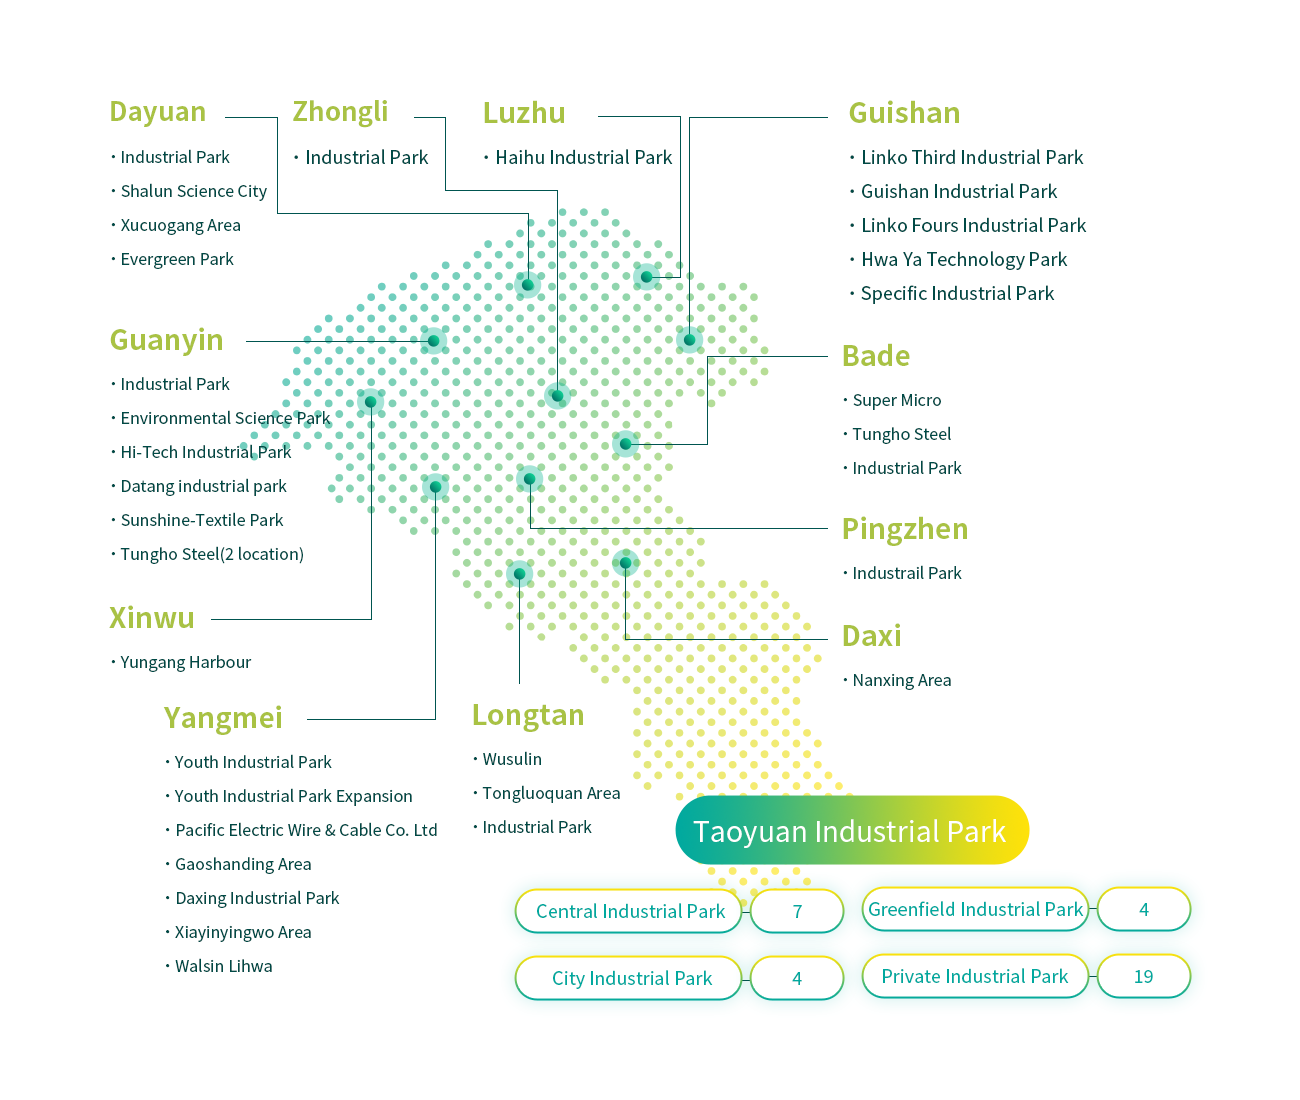 Dayuan
· Industrial Park
· Shalun Science City
· Xucuogang Area
· Evergreen Park
Zhongli
· Industrial Park
Luzhu
· Haihu Industrial Park
Guishan
· Linko Third Industrial Park
· Guishan Industrial Park
· Linko Fours Industrial Park
· Hwa Ya Technology Park
· Specific Industrial Park
Guanyin
· Industrial Park
· Environmental Science Park
· Hi-Tech Industrial Park
· Datang industrial park
· Sunshine-Textile Park
· Tungho Steel(2 location)
Bade
· Super Micro
· Tungho Steel
· Industrial Park
Pingzhen
· Industrail Park
Xinwu
· Yungang Harbour
Daxi
· Nanxing Area
Yangmei
· Youth Industrial Park
· Youth Industrial Park Expansion
· Pacific Electric Wire & Cable Co. Ltd
· Gaoshanding Area
· Daxing Industrial Park
· Xiayinyingwo Area
· Walsin Lihwa
Longtan
· Wusulin
· Tongluoquan Area
· Industrial Park
Taoyuan Industrial Park
Central Industrial Park 7
Greenfield Industrial Park 4
City Industrial Park 4
Private Industrial Park 19